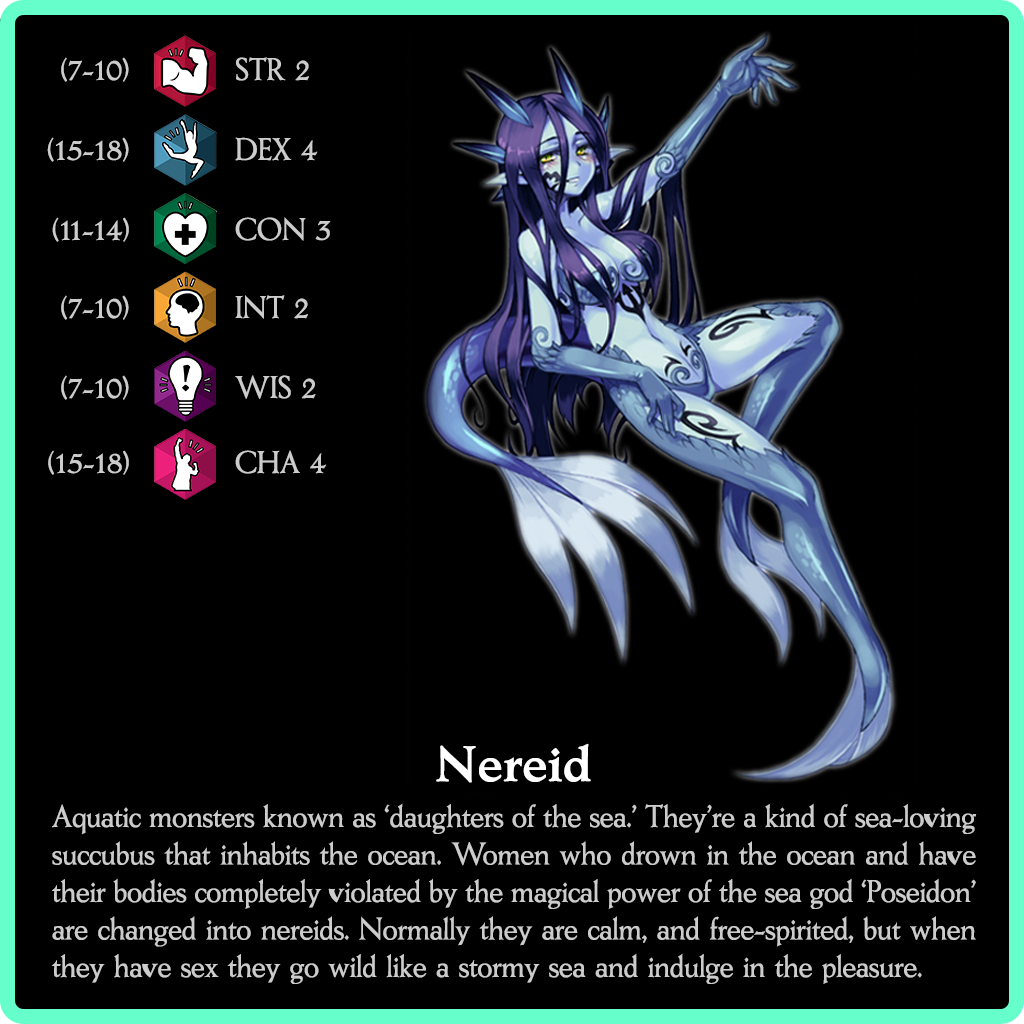 (7-10) STR 2
(15-18) DEX 4
(11-14) CON 3
(7-10) INT 2
(7-10) WIS 2
(15-18) CHA 4
Nereid
Aquatic monsters known as ‘daughters of the sea.’ They’re a kind of sea-loving
succubus that inhabits the ocean. Women who drown in the ocean and have
their bodies completely violated by the magical power of the sea god ‘Poseidon’
are changed into nereids. Normally they are calm, and free-spirited, but when
they have sex they go wild like a stormy sea and indulge in the pleasure.